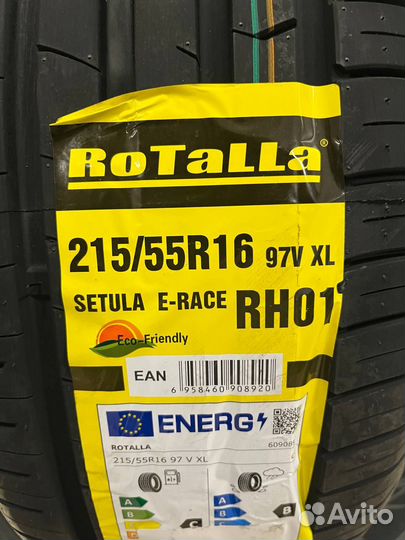 RoTaLLa®
215/55R16 97V XL
SETULA E-RACE RH01
Eco-Friendly
EAN
6 958460 908920
ENERG
ROTALLA
215/55R16 97 V XL
A A
B B B
C C
Avito